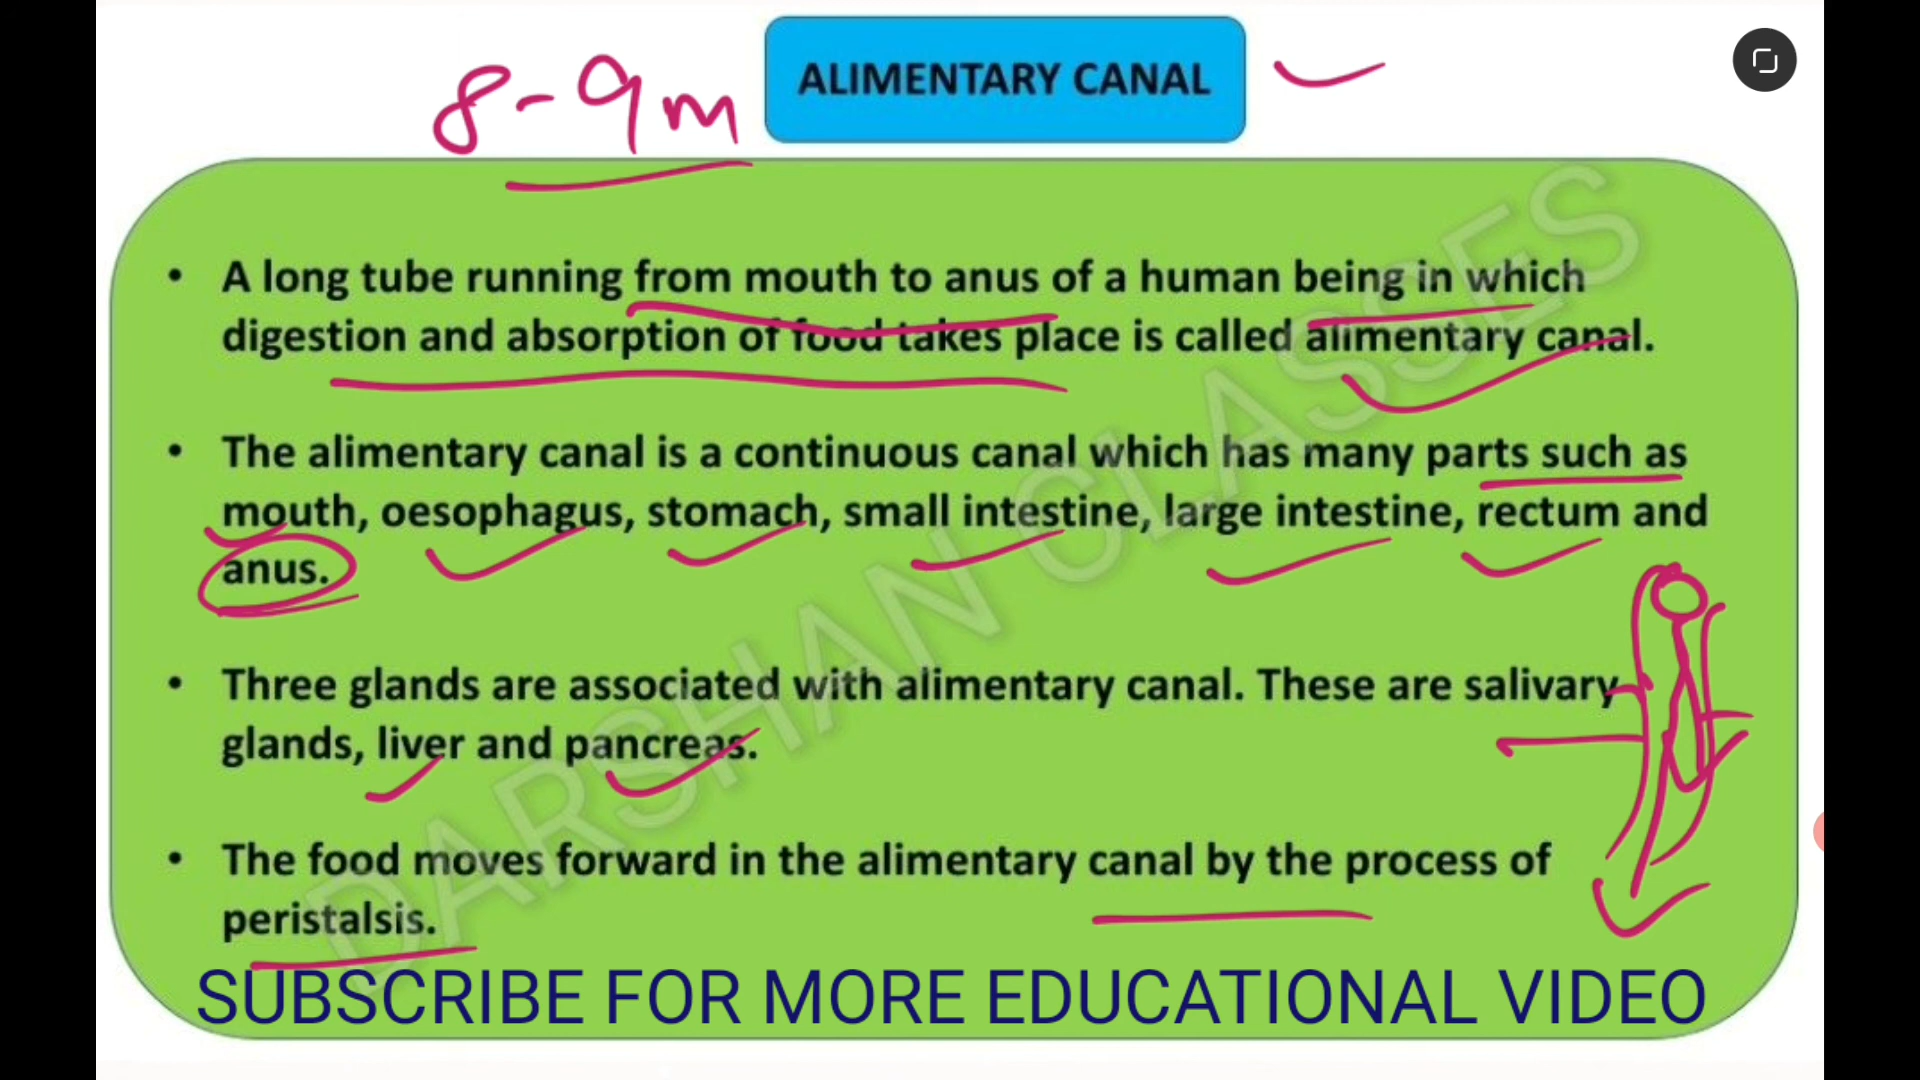 8-9m
ALIMENTARY CANAL
• A long tube running from mouth to anus of a human being in which
digestion and absorption of food takes place is called alimentary canal.
• The alimentary canal is a continuous canal which has many parts such as
mouth, oesophagus, stomach, small intestine, large intestine, rectum and
anus.
• Three glands are associated with alimentary canal. These are salivary
glands, liver and pancreas.
• The food moves forward in the alimentary canal by the process of
peristalsis.
DARSHAN CLASSES
SUBSCRIBE FOR MORE EDUCATIONAL VIDEO